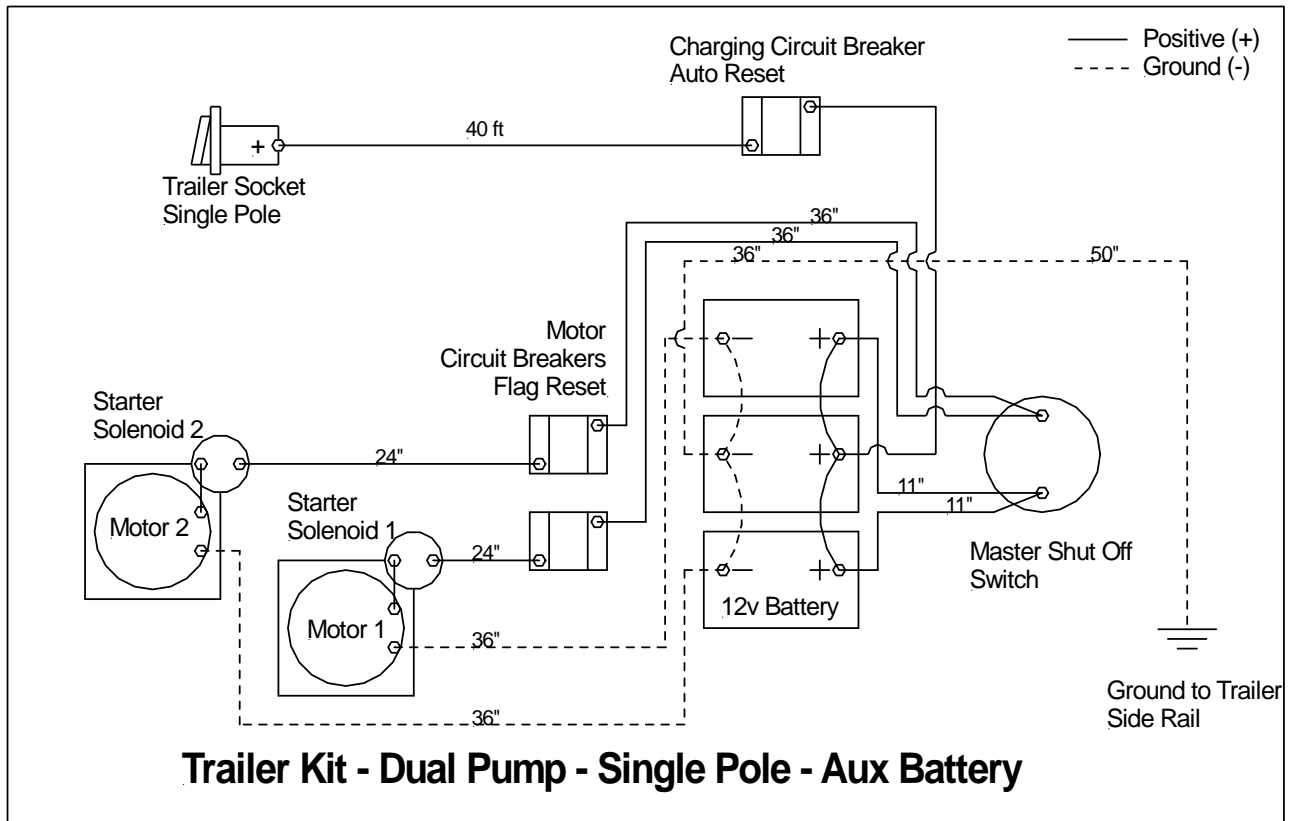 Charging Circuit Breaker
Auto Reset
Positive (+)
Ground (-)
40 ft
+
Trailer Socket
Single Pole
36"
36"
36"
50"
Motor
Circuit Breakers
Flag Reset
Starter
Solenoid 2
24"
Motor 2
Starter
Solenoid 1
24"
Motor 1
− +
− +
− +
12v Battery
11"
11"
Master Shut Off
Switch
36"
36"
Ground to Trailer
Side Rail
Trailer Kit - Dual Pump - Single Pole - Aux Battery